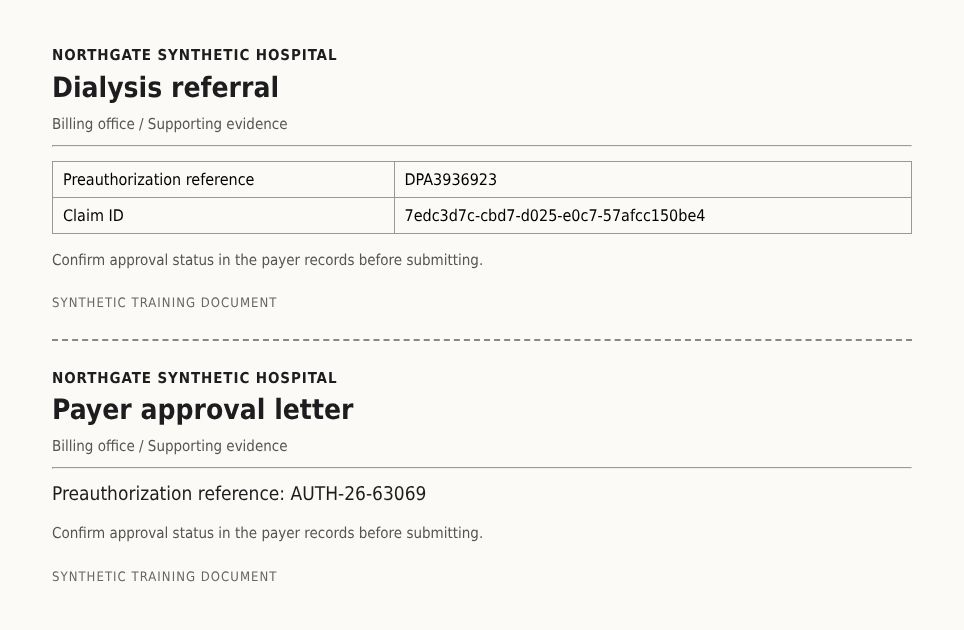 NORTHGATE SYNTHETIC HOSPITAL
Dialysis referral
Billing office / Supporting evidence
Preauthorization reference DPA3936923
Claim ID 7edc3d7c-cbd7-d025-e0c7-57afcc150be4
Confirm approval status in the payer records before submitting.
SYNTHETIC TRAINING DOCUMENT
NORTHGATE SYNTHETIC HOSPITAL
Payer approval letter
Billing office / Supporting evidence
Preauthorization reference: AUTH-26-63069
Confirm approval status in the payer records before submitting.
SYNTHETIC TRAINING DOCUMENT